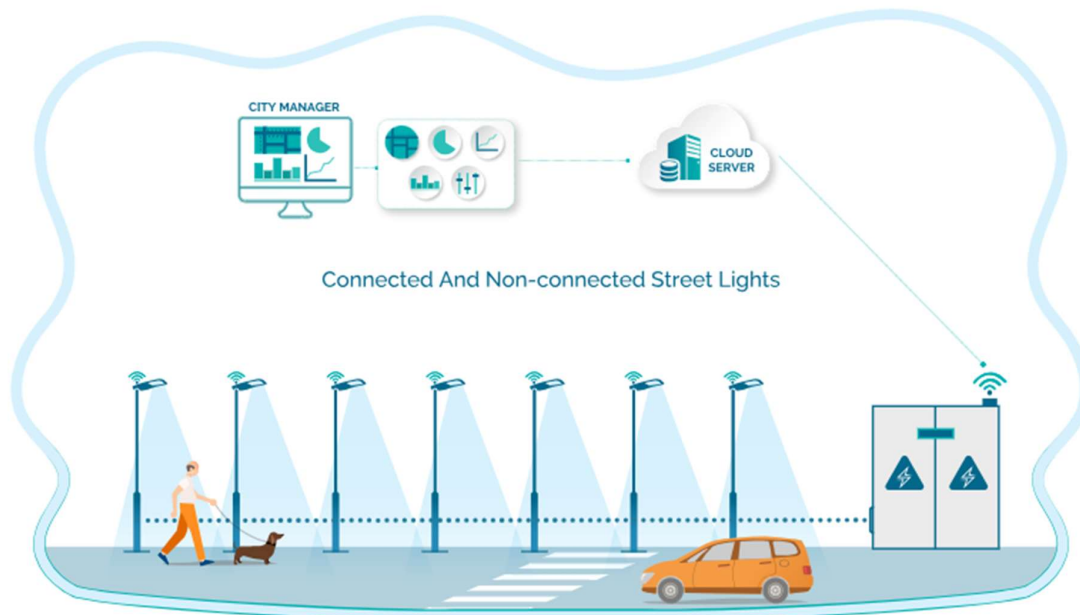 CITY MANAGER
CLOUD
SERVER
Connected And Non-connected Street Lights